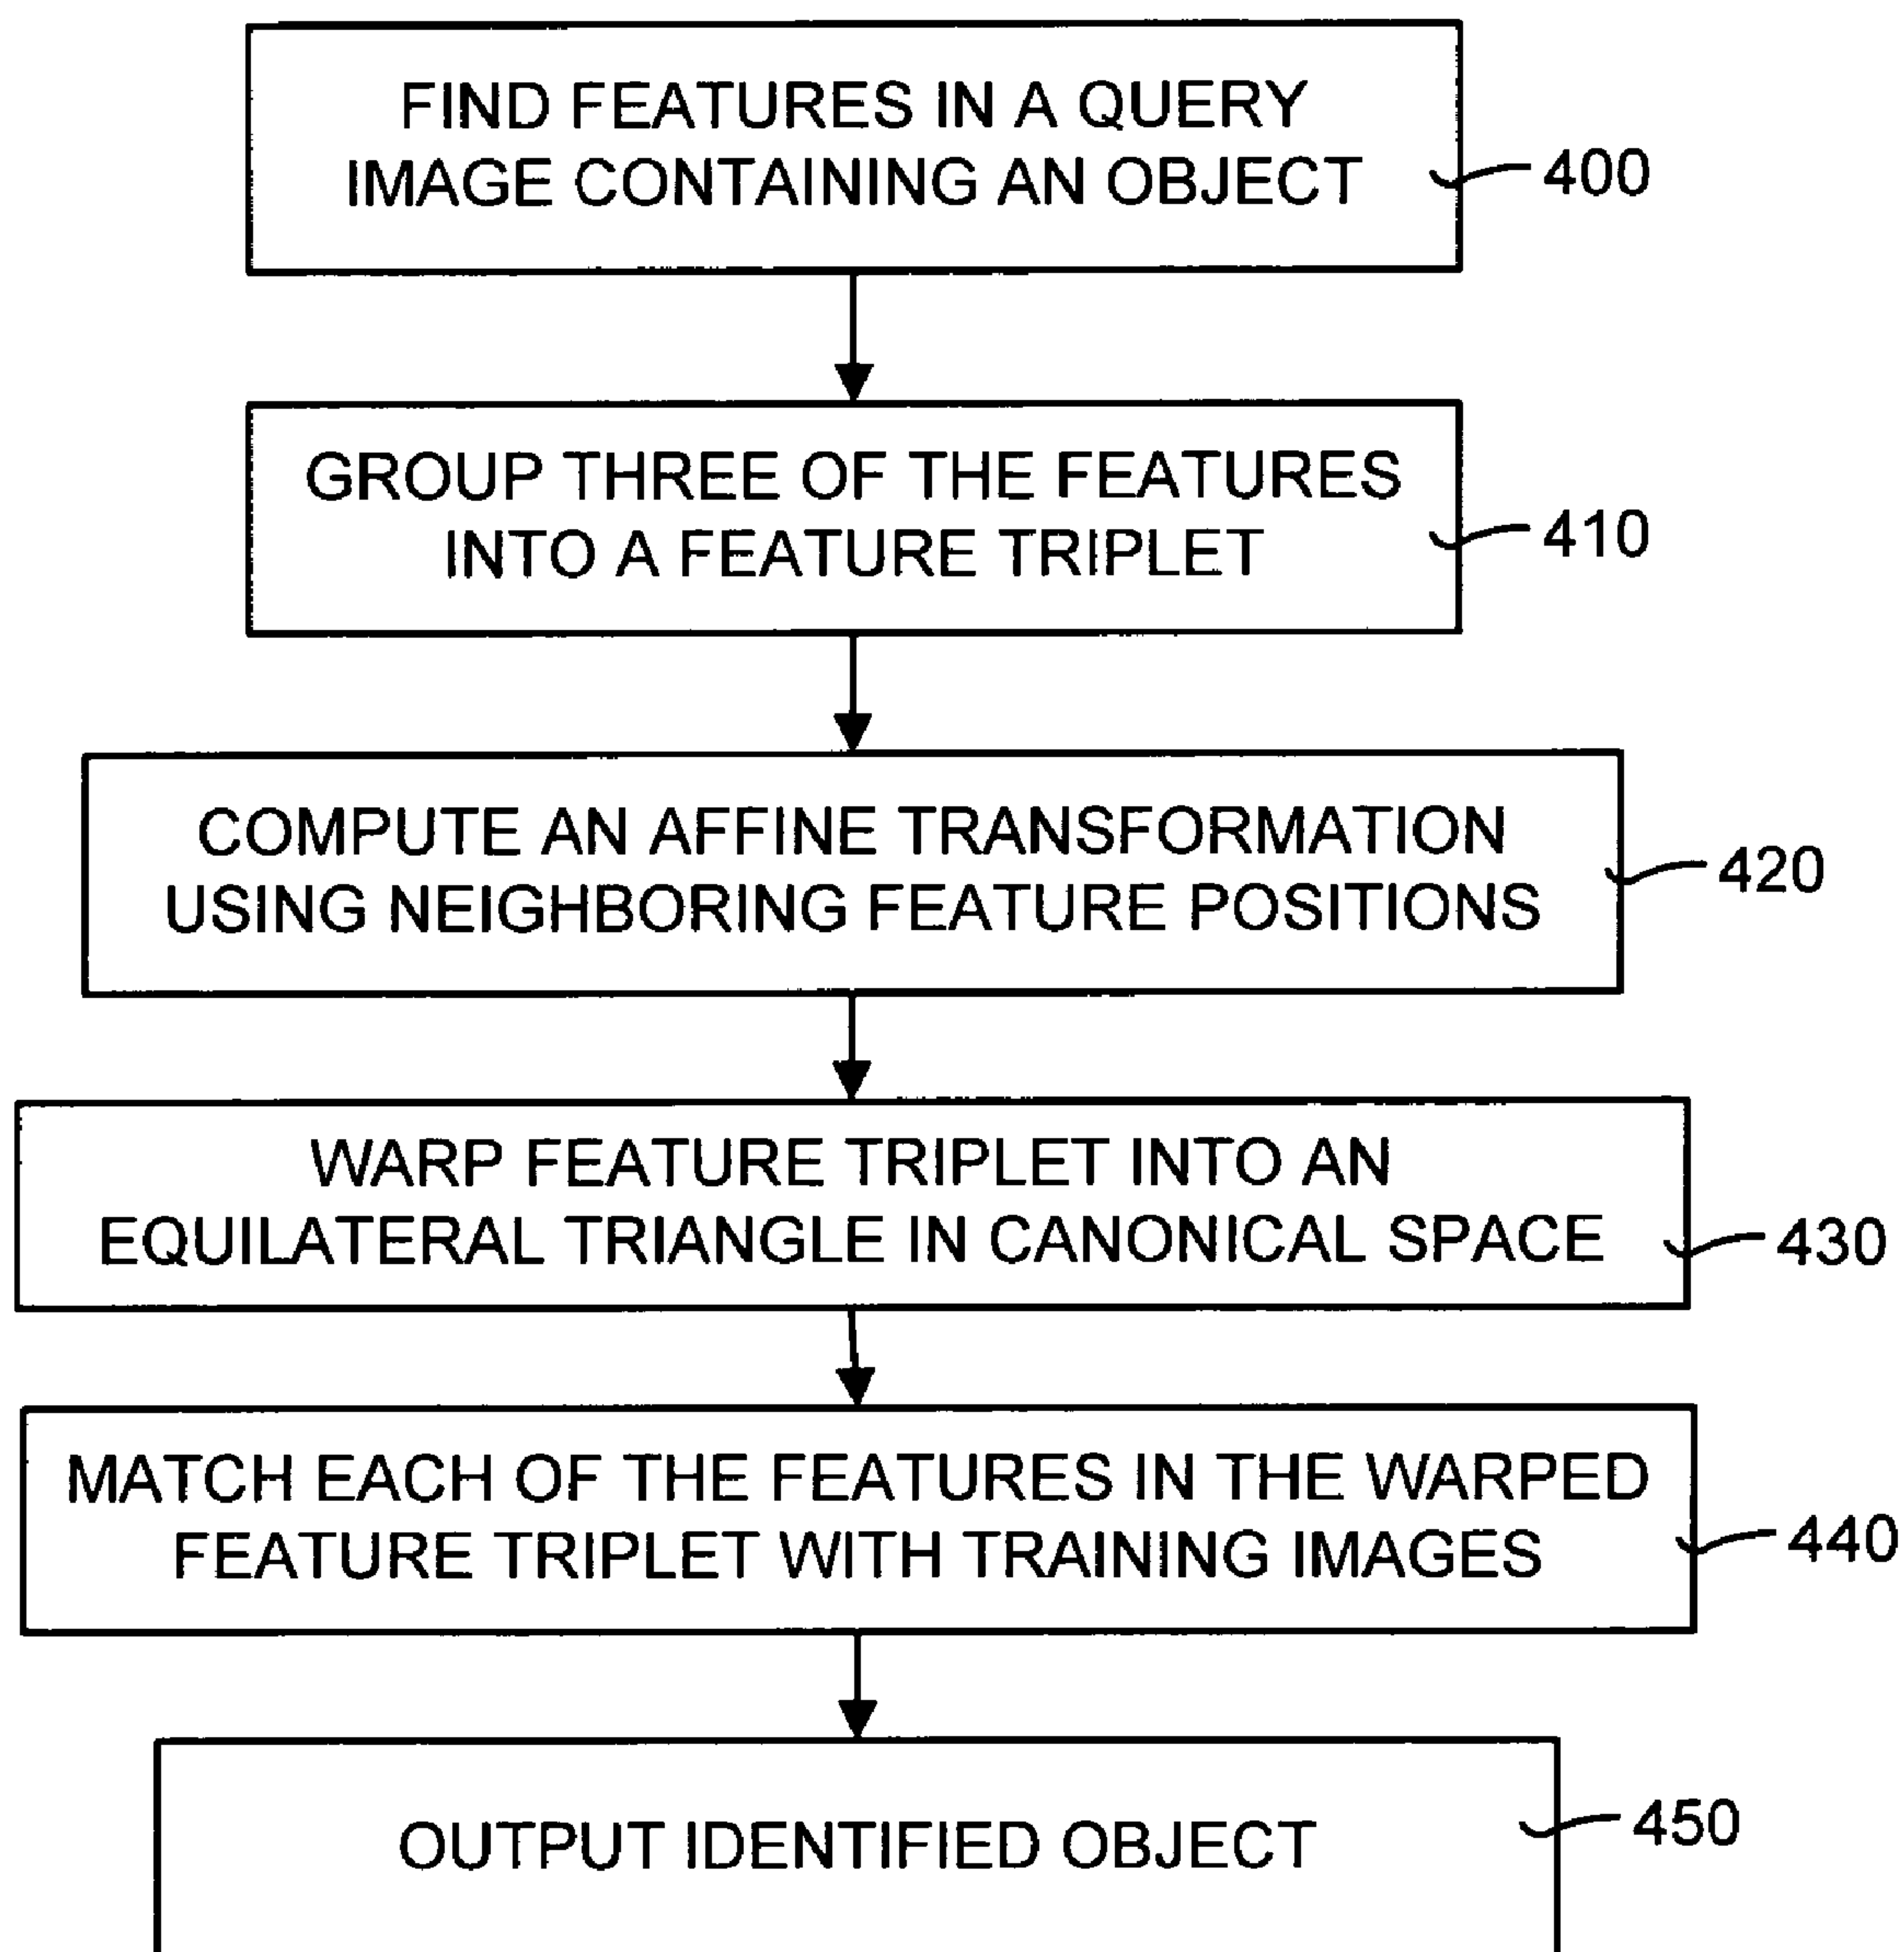 FIND FEATURES IN A QUERY
IMAGE CONTAINING AN OBJECT
400
GROUP THREE OF THE FEATURES
INTO A FEATURE TRIPLET
410
COMPUTE AN AFFINE TRANSFORMATION
USING NEIGHBORING FEATURE POSITIONS
420
WARP FEATURE TRIPLET INTO AN
EQUILATERAL TRIANGLE IN CANONICAL SPACE
430
MATCH EACH OF THE FEATURES IN THE WARPED
FEATURE TRIPLET WITH TRAINING IMAGES
440
OUTPUT IDENTIFIED OBJECT
450